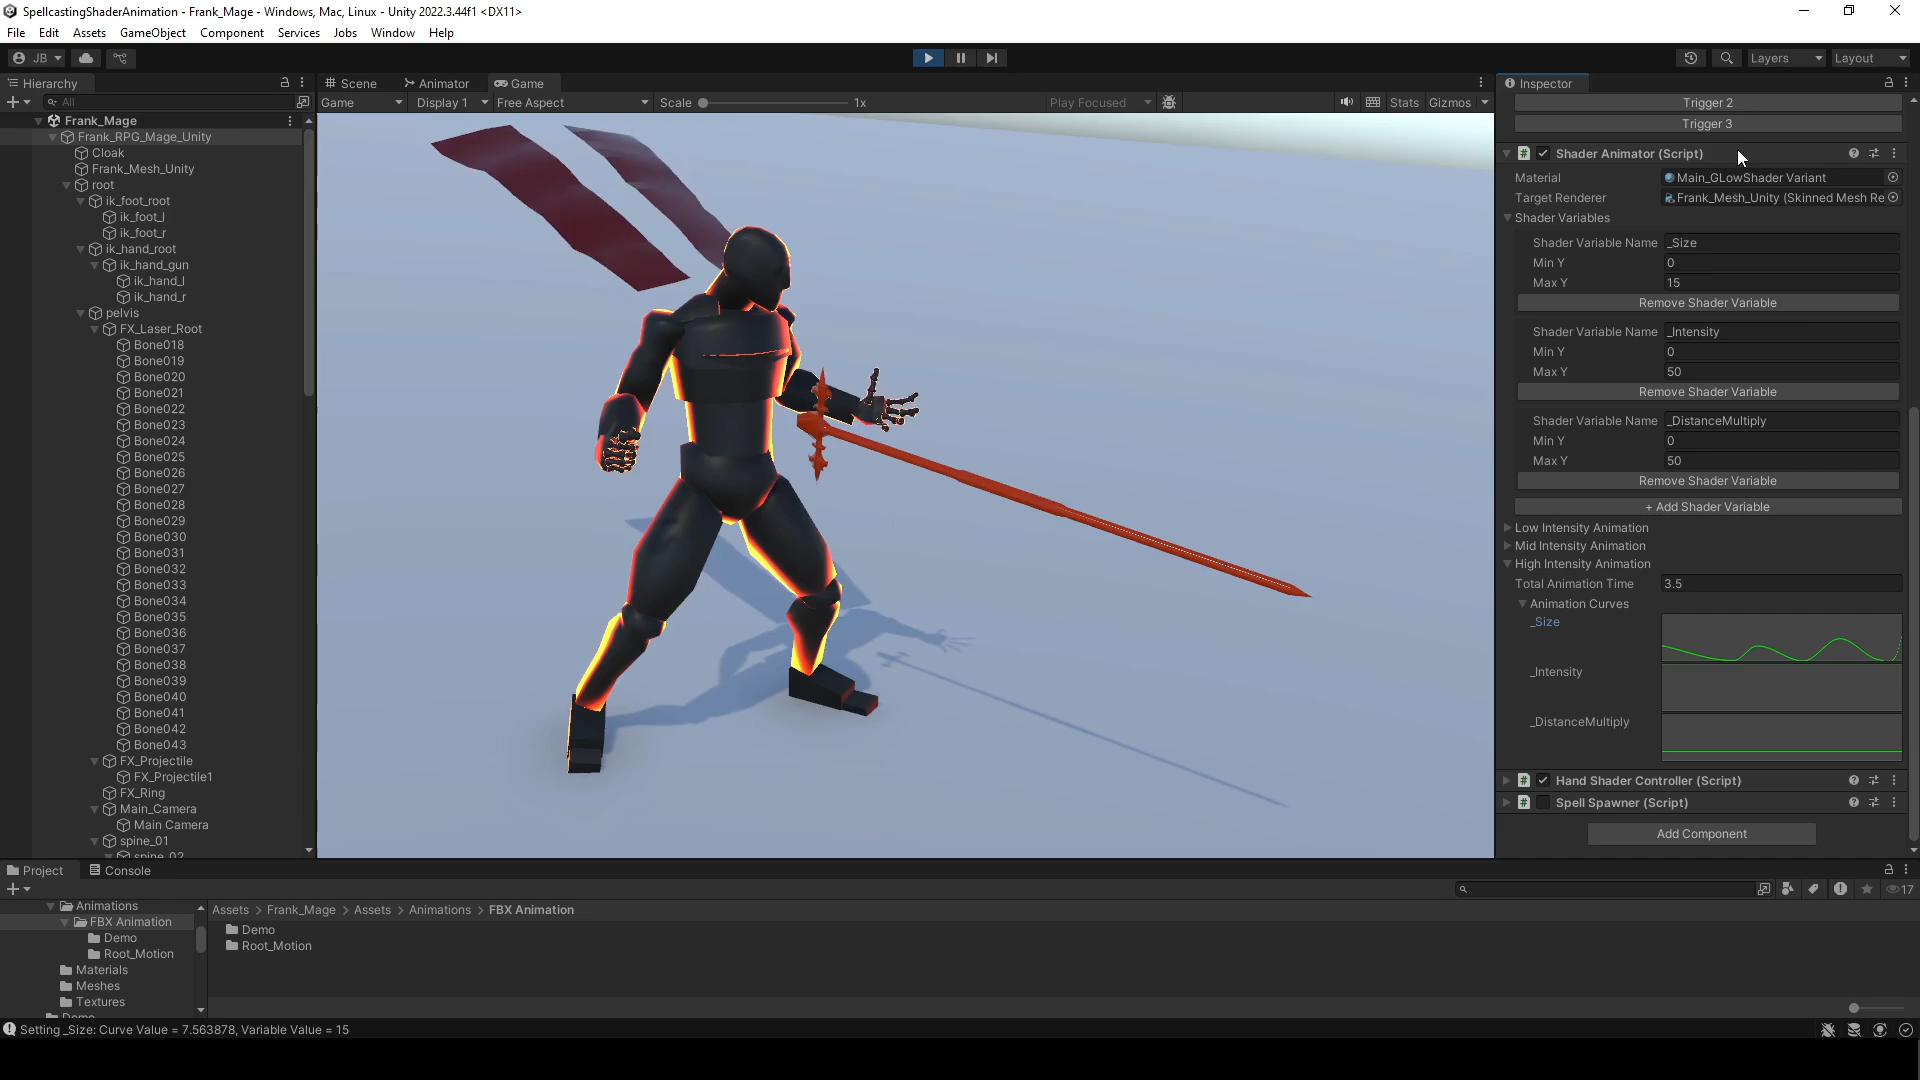 SpellcastingShaderAnimation - Frank_Mage - Windows, Mac, Linux - Unity 2022.3.44f1 <DX11>
File Edit Assets GameObject Component Services Jobs Window Help
JB Layers Layout
Hierarchy
All
Frank_Mage
Frank_RPG_Mage_Unity
Cloak
Frank_Mesh_Unity
root
ik_foot_root
ik_foot_l
ik_foot_r
ik_hand_root
ik_hand_gun
ik_hand_l
ik_hand_r
pelvis
FX_Laser_Root
Bone018
Bone019
Bone020
Bone021
Bone022
Bone023
Bone024
Bone025
Bone026
Bone027
Bone028
Bone029
Bone030
Bone031
Bone032
Bone033
Bone034
Bone035
Bone036
Bone037
Bone038
Bone039
Bone040
Bone041
Bone042
Bone043
FX_Projectile
FX_Projectile1
FX_Ring
Main_Camera
Main Camera
spine_01
spine_02
Scene Animator Game
Game Display 1 Free Aspect Scale 1x Play Focused Stats Gizmos
Inspector
Trigger 2
Trigger 3
Shader Animator (Script)
Material Main_GLowShader Variant
Target Renderer Frank_Mesh_Unity (Skinned Mesh Re
Shader Variables
Shader Variable Name _Size
Min Y 0
Max Y 15
Remove Shader Variable
Shader Variable Name _Intensity
Min Y 0
Max Y 50
Remove Shader Variable
Shader Variable Name _DistanceMultiply
Min Y 0
Max Y 50
Remove Shader Variable
+ Add Shader Variable
Low Intensity Animation
Mid Intensity Animation
High Intensity Animation
Total Animation Time 3.5
Animation Curves
_Size
_Intensity
_DistanceMultiply
Hand Shader Controller (Script)
Spell Spawner (Script)
Add Component
Project Console
17
Animations
FBX Animation
Demo
Root_Motion
Materials
Meshes
Textures
Demo
Assets > Frank_Mage > Assets > Animations > FBX Animation
Demo
Root_Motion
Setting _Size: Curve Value = 7.563878, Variable Value = 15